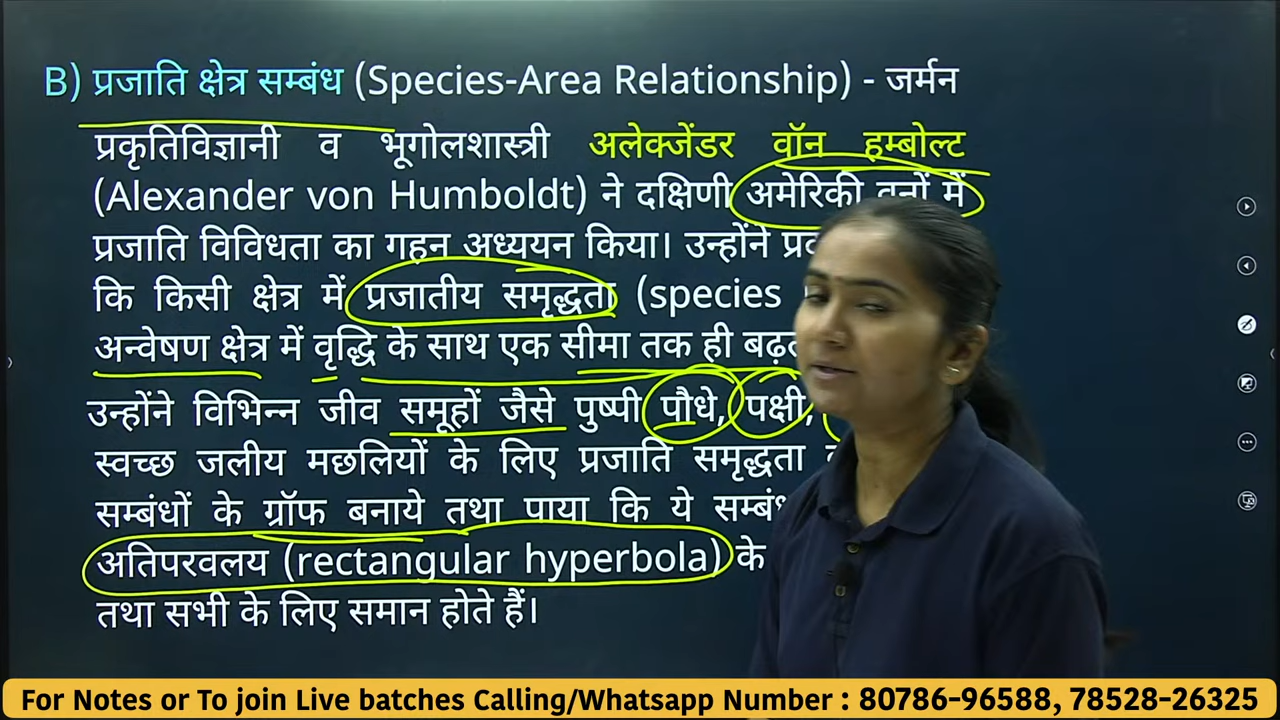 B) प्रजाति क्षेत्र सम्बंध (Species-Area Relationship) - जर्मन
प्रकृतिविज्ञानी व भूगोलशास्त्री अलेक्जेंडर वॉन हम्बोल्ट
(Alexander von Humboldt) ने दक्षिणी अमेरिकी वनों में
प्रजाति विविधता का गहन अध्ययन किया। उन्होंने
कि किसी क्षेत्र में प्रजातीय समृद्धता (species
अन्वेषण क्षेत्र में वृद्धि के साथ एक सीमा तक ही
उन्होंने विभिन्न जीव समूहों जैसे पुष्पी पौधे, पक्षी,
स्वच्छ जलीय मछलियों के लिए प्रजाति समृद्धता
सम्बंधों के ग्रॉफ बनाये तथा पाया कि ये
अतिपरवलय (rectangular hyperbola) के
तथा सभी के लिए समान होते हैं।
For Notes or To join Live batches Calling/Whatsapp Number : 80786-96588, 78528-26325